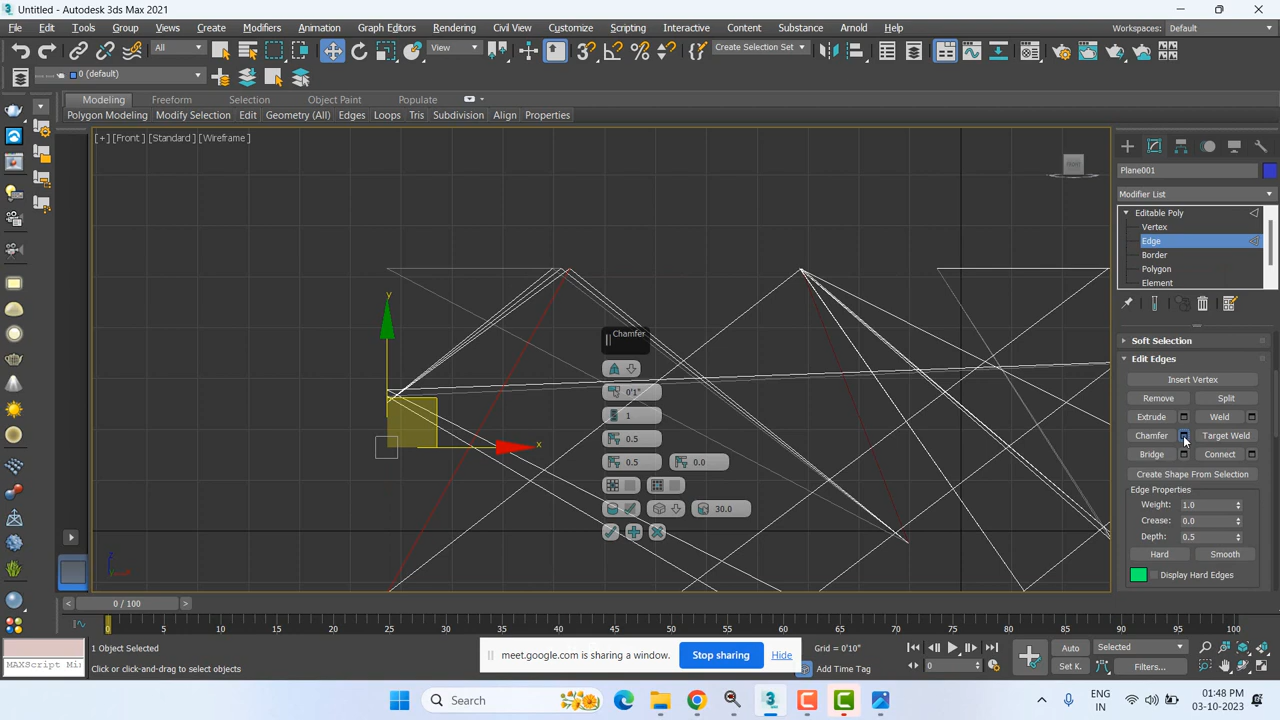 Untitled - Autodesk 3ds Max 2021
File Edit Tools Group Views Create Modifiers Animation Graph Editors Rendering Civil View Customize Scripting Interactive Content Substance Arnold Help
Workspaces: Default
All View Create Selection Set
0 (default)
Modeling Freeform Selection Object Paint Populate
Polygon Modeling Modify Selection Edit Edges Loops Tris Subdivision Align Properties
[+] [Front] [Standard] [Wireframe]
FRONT
Plane001
Modifier List
Editable Poly
Vertex
Edge
Border
Polygon
Element
y
x
Chamfer
0'1"
1
0.5
0.5 0.0
30.0
Soft Selection
Edit Edges
Insert Vertex
Remove Split
Extrude Weld
Chamfer Target Weld
Bridge Connect
Create Shape From Selection
Edge Properties
Weight: 1.0
Crease: 0.0
Depth: 0.5
Hard Smooth
Display Hard Edges
0 / 100
0 5 10 15 20 25 30 35 40 45 50 55 60 65 70 75 80 85 90 95 100
1 Object Selected
Click or click-and-drag to select objects
MAXScript Mi
meet.google.com is sharing a window. Stop sharing Hide
Grid = 0'10"
Add Time Tag
Auto Selected
Set K. Filters...
0
Search
ENG
IN
01:48 PM
03-10-2023